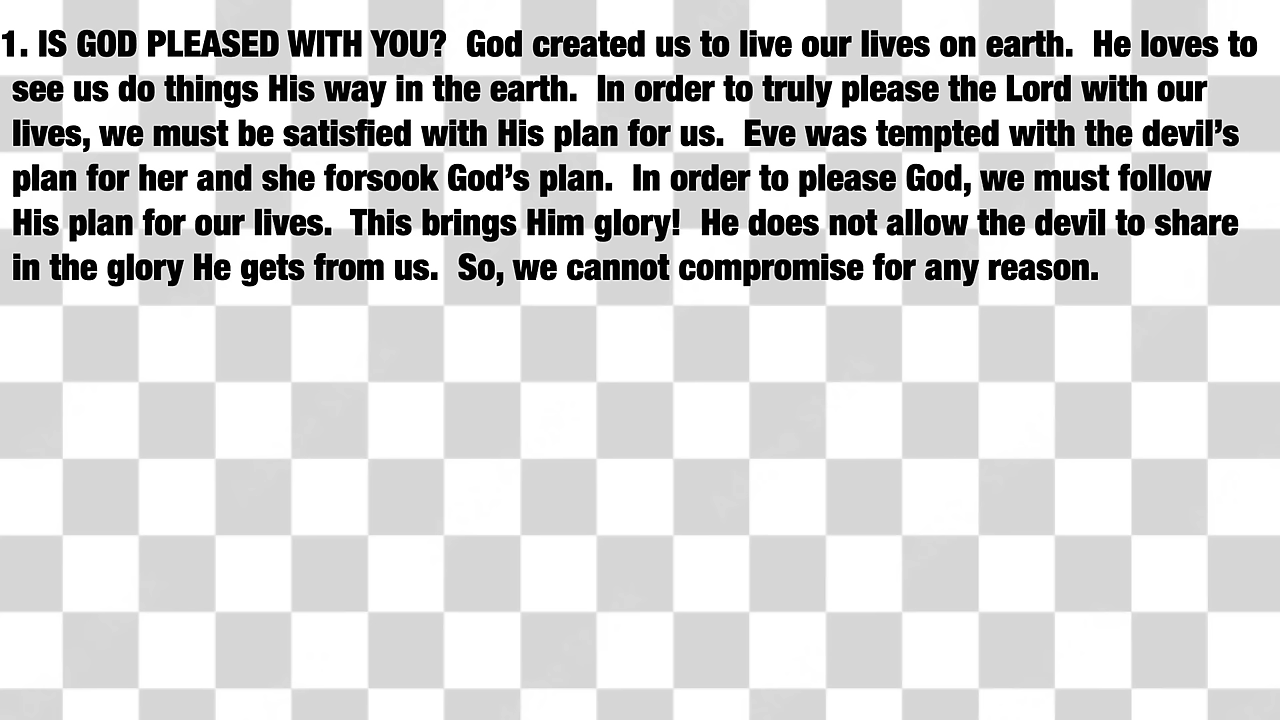 1. IS GOD PLEASED WITH YOU?  God created us to live our lives on earth.  He loves to
see us do things His way in the earth.  In order to truly please the Lord with our
lives, we must be satisfied with His plan for us.  Eve was tempted with the devil’s
plan for her and she forsook God’s plan.  In order to please God, we must follow
His plan for our lives.  This brings Him glory!  He does not allow the devil to share
in the glory He gets from us.  So, we cannot compromise for any reason.